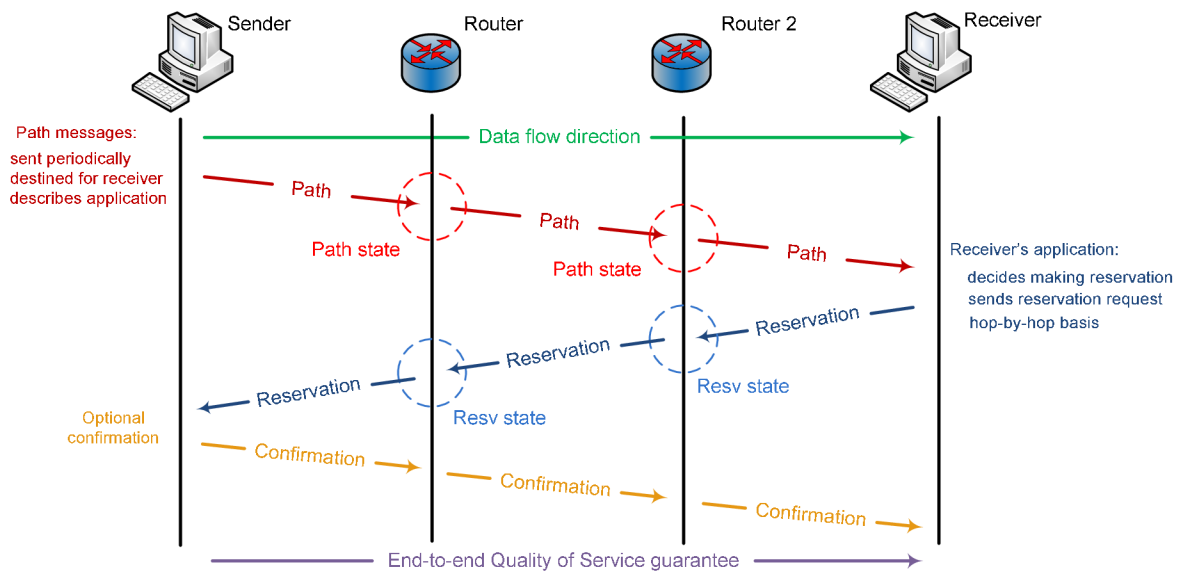 Sender
Router
Router 2
Receiver
Path messages:
sent periodically
destined for receiver
describes application
Data flow direction
Path
Path
Path
Path state
Path state
Receiver's application:
decides making reservation
sends reservation request
hop-by-hop basis
Reservation
Reservation
Reservation
Resv state
Resv state
Optional
confirmation
Confirmation
Confirmation
Confirmation
End-to-end Quality of Service guarantee